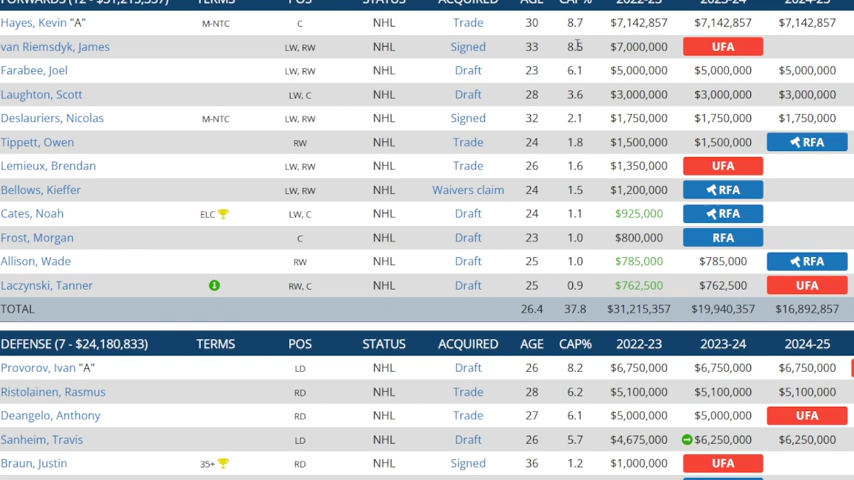 FORWARDS (12 - $31,215,357) TERMS POS STATUS ACQUIRED AGE CAP% 2022-23 2023-24 2024-25
Hayes, Kevin "A" M-NTC C NHL Trade 30 8.7 $7,142,857 $7,142,857 $7,142,857
van Riemsdyk, James LW, RW NHL Signed 33 8.5 $7,000,000 UFA
Farabee, Joel LW, RW NHL Draft 23 6.1 $5,000,000 $5,000,000 $5,000,000
Laughton, Scott LW, C NHL Draft 28 3.6 $3,000,000 $3,000,000 $3,000,000
Deslauriers, Nicolas M-NTC LW, RW NHL Signed 32 2.1 $1,750,000 $1,750,000 $1,750,000
Tippett, Owen RW NHL Trade 24 1.8 $1,500,000 $1,500,000 RFA
Lemieux, Brendan LW, RW NHL Trade 26 1.6 $1,350,000 UFA
Bellows, Kieffer LW, RW NHL Waivers claim 24 1.5 $1,200,000 RFA
Cates, Noah ELC LW, C NHL Draft 24 1.1 $925,000 RFA
Frost, Morgan C NHL Draft 23 1.0 $800,000 RFA
Allison, Wade RW NHL Draft 25 1.0 $785,000 $785,000 RFA
Laczynski, Tanner RW, C NHL Draft 25 0.9 $762,500 $762,500 UFA
TOTAL 26.4 37.8 $31,215,357 $19,940,357 $16,892,857
DEFENSE (7 - $24,180,833) TERMS POS STATUS ACQUIRED AGE CAP% 2022-23 2023-24 2024-25
Provorov, Ivan "A" LD NHL Draft 26 8.2 $6,750,000 $6,750,000 $6,750,000
Ristolainen, Rasmus RD NHL Trade 28 6.2 $5,100,000 $5,100,000 $5,100,000
Deangelo, Anthony RD NHL Trade 27 6.1 $5,000,000 $5,000,000 UFA
Sanheim, Travis LD NHL Draft 26 5.7 $4,675,000 $6,250,000 $6,250,000
Braun, Justin 35+ RD NHL Signed 36 1.2 $1,000,000 UFA